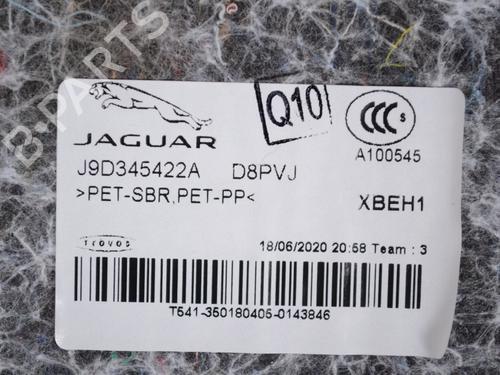 B-PARTS
Q10
CCC S
JAGUAR
A100545
J9D345422A D8PVJ
>PET-SBR,PET-PP<
XBEH1
18/06/2020 20:58 Team : 3
T541-350180405-0143846